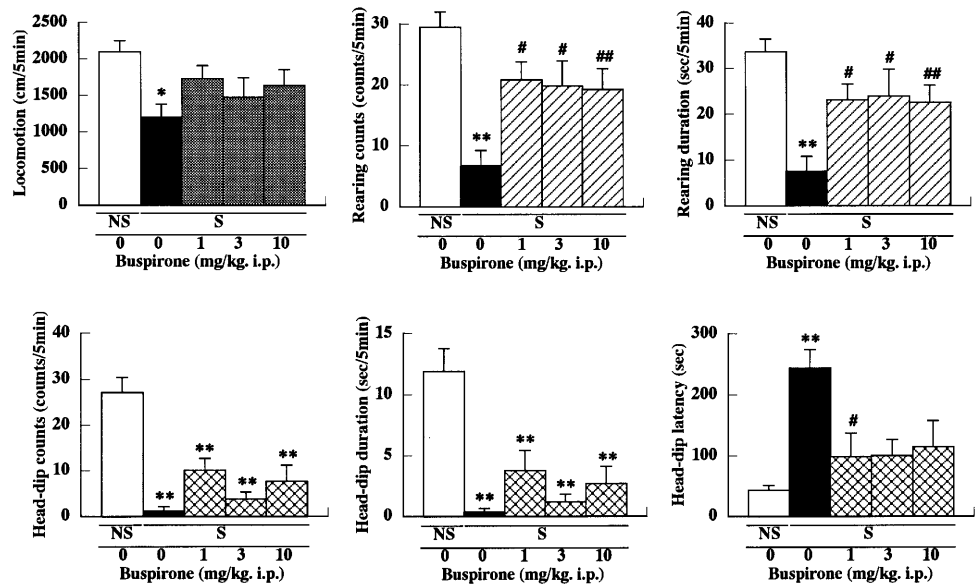 Locomotion (cm/5min)
2500
2000
1500
1000
500
0
*
NS S
0 0 1 3 10
Buspirone (mg/kg. i.p.)
Rearing counts (counts/5min)
30
20
10
0
**
# # ##
NS S
0 0 1 3 10
Buspirone (mg/kg. i.p.)
Rearing duration (sec/5min)
40
30
20
10
0
**
# # ##
NS S
0 0 1 3 10
Buspirone (mg/kg. i.p.)
Head-dip counts (counts/5min)
40
30
20
10
0
** ** ** **
NS S
0 0 1 3 10
Buspirone (mg/kg. i.p.)
Head-dip duration (sec/5min)
15
10
5
0
** ** ** **
NS S
0 0 1 3 10
Buspirone (mg/kg. i.p.)
Head-dip latency (sec)
300
200
100
0
**
#
NS S
0 0 1 3 10
Buspirone (mg/kg. i.p.)